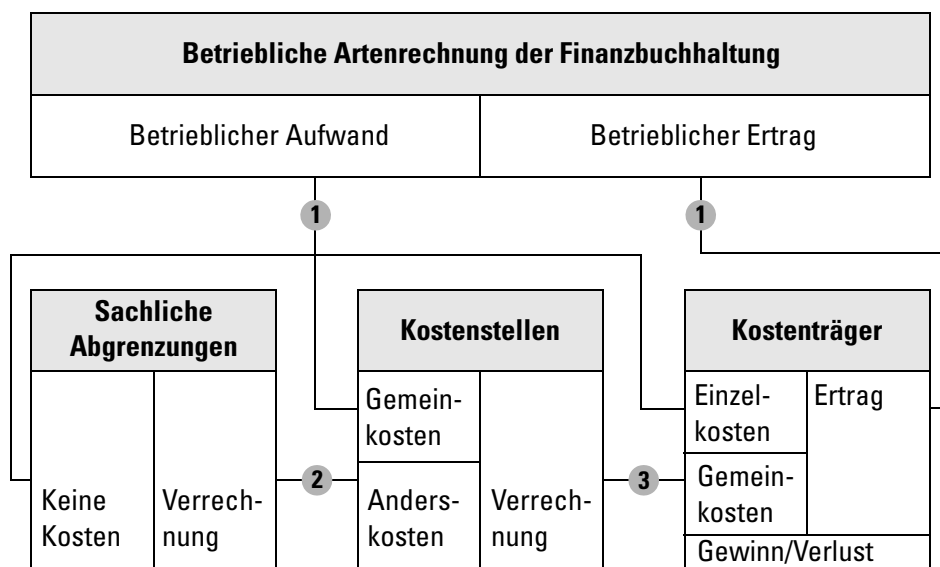 Betriebliche Artenrechnung der Finanzbuchhaltung
Betrieblicher Aufwand
Betrieblicher Ertrag
1
1
Sachliche
Abgrenzungen
Keine
Kosten
Verrech-
nung
2
Kostenstellen
Gemein-
kosten
Anders-
kosten
Verrech-
nung
3
Kostenträger
Einzel-
kosten
Ertrag
Gemein-
kosten
Gewinn/Verlust